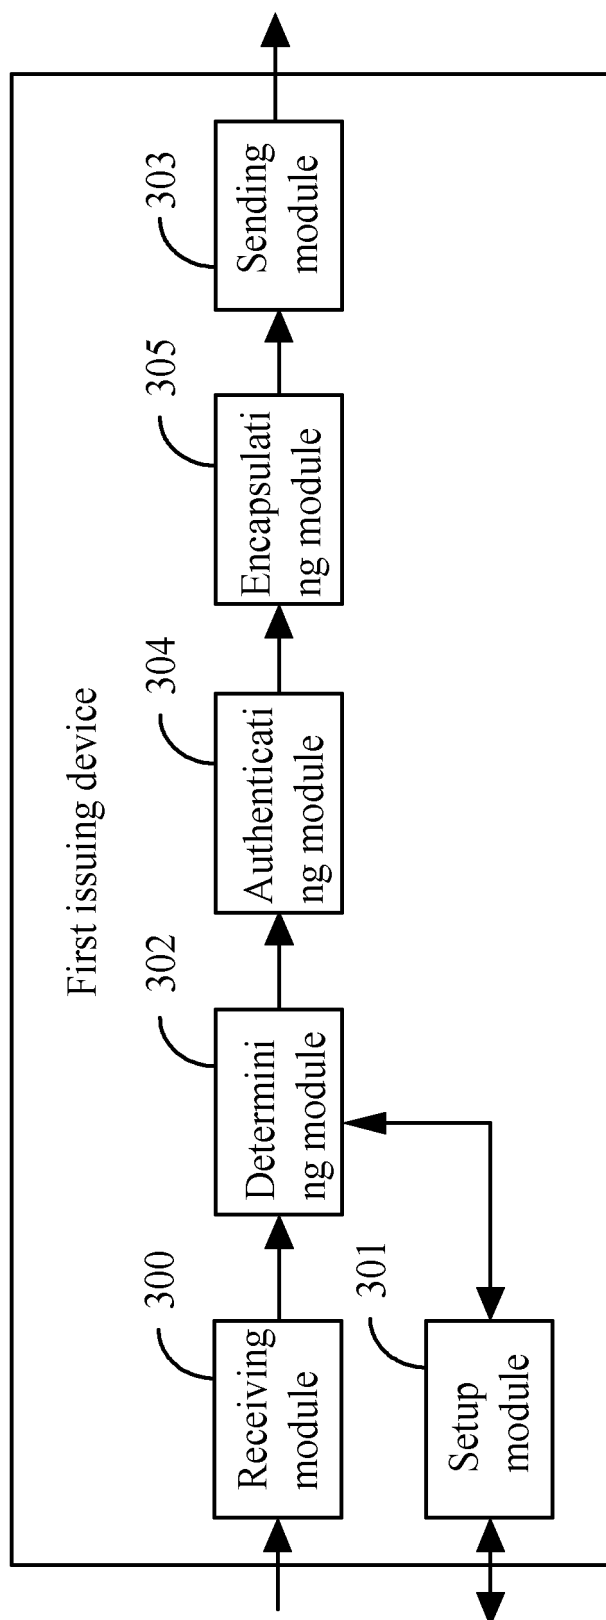 First issuing device
300
Receiving
module
302
Determini
ng module
304
Authenticati
ng module
305
Encapsulati
ng module
303
Sending
module
301
Setup
module